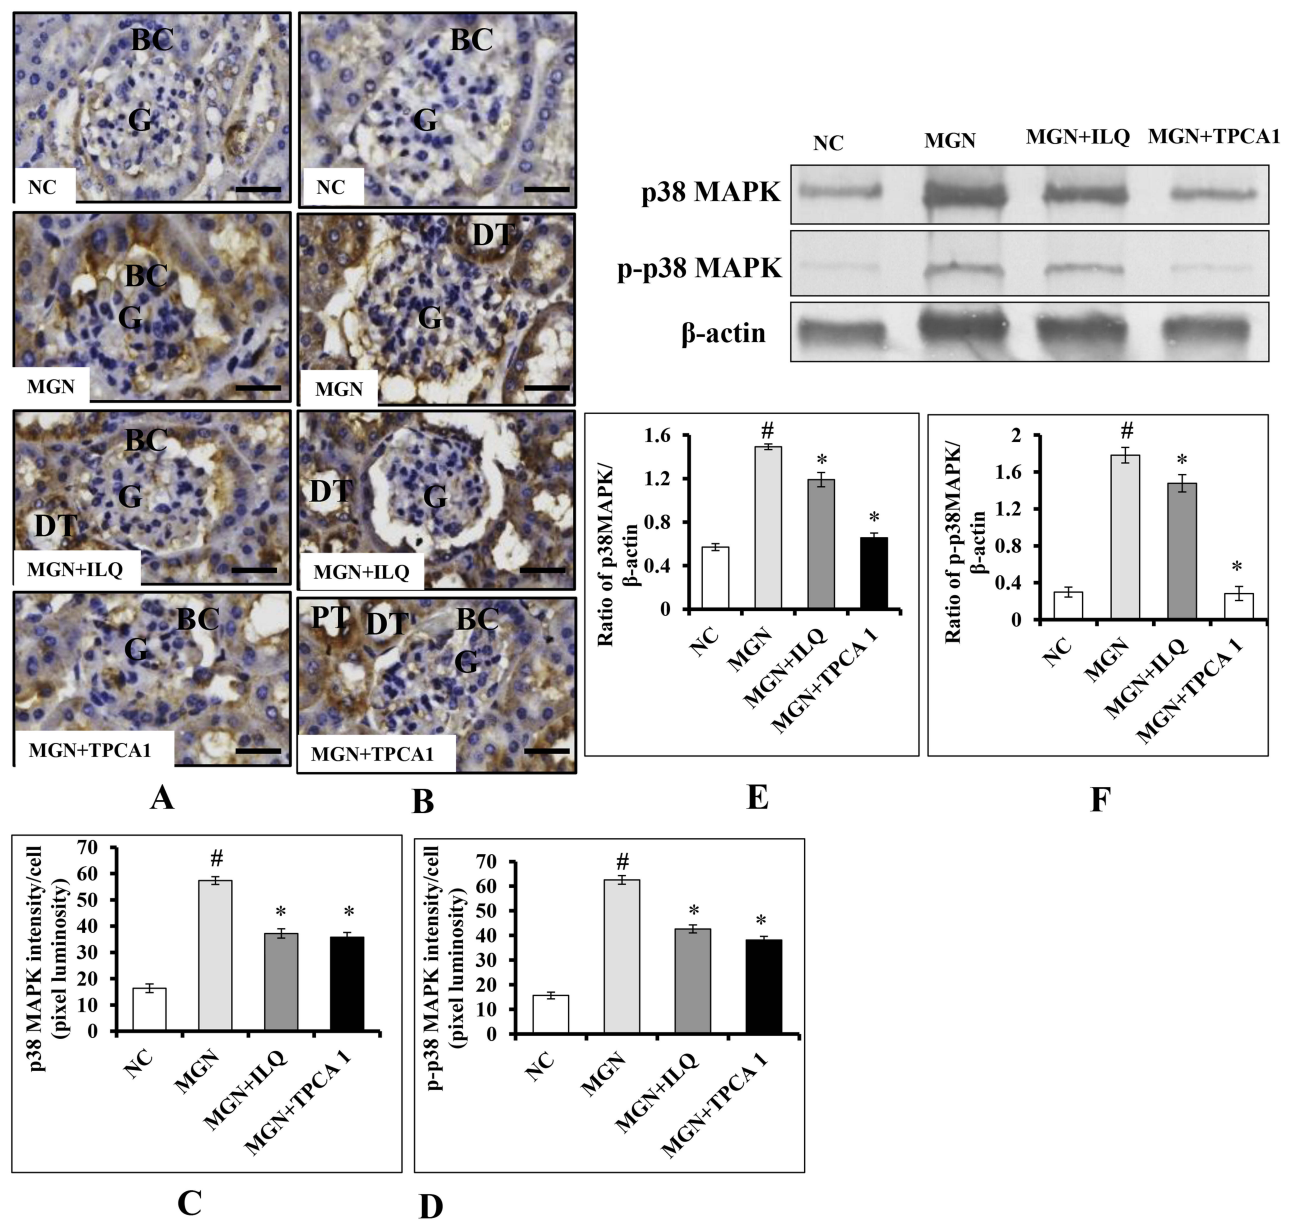 BC
G
NC
BC
G
NC
BC
G
MGN
DT
G
MGN
BC
G
DT
MGN+ILQ
DT
G
MGN+ILQ
BC
G
MGN+TPCA1
PT
DT
BC
G
MGN+TPCA1
A
B
NC MGN MGN+ILQ MGN+TPCA1
p38 MAPK
p-p38 MAPK
β-actin
Ratio of p38MAPK/
β-actin
1.6
1.2
0.8
0.4
0
#
*
*
NC
MGN
MGN+ILQ
MGN+TPCA 1
E
Ratio of p-p38MAPK/
β-actin
2
1.6
1.2
0.8
0.4
0
#
*
*
NC
MGN
MGN+ILQ
MGN+TPCA 1
F
p38 MAPK intensity/cell
(pixel luminosity)
70
60
50
40
30
20
10
0
#
*
*
NC
MGN
MGN+ILQ
MGN+TPCA 1
C
p-p38 MAPK intensity/cell
(pixel luminosity)
70
60
50
40
30
20
10
0
#
*
*
NC
MGN
MGN+ILQ
MGN+TPCA 1
D